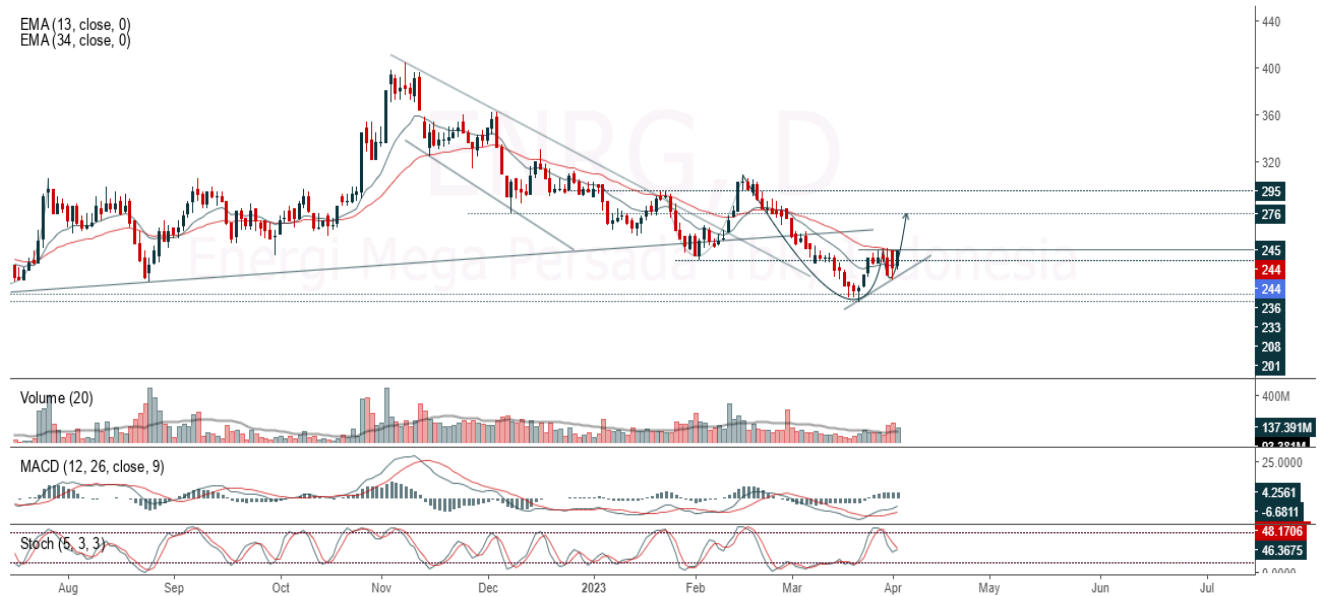 EMA (13, close, 0)
EMA (34, close, 0)
ENRG, D
Energi Mega Persada Tbk., Indonesia
440
400
360
320
295
276
245
244
244
236
233
208
201
Volume (20)
400M
137.391M
MACD (12, 26, close, 9)
25.0000
4.2561
-6.6811
Stoch (5, 3, 3)
48.1706
46.3675
0.0000
Aug Sep Oct Nov Dec 2023 Feb Mar Apr May Jun Jul